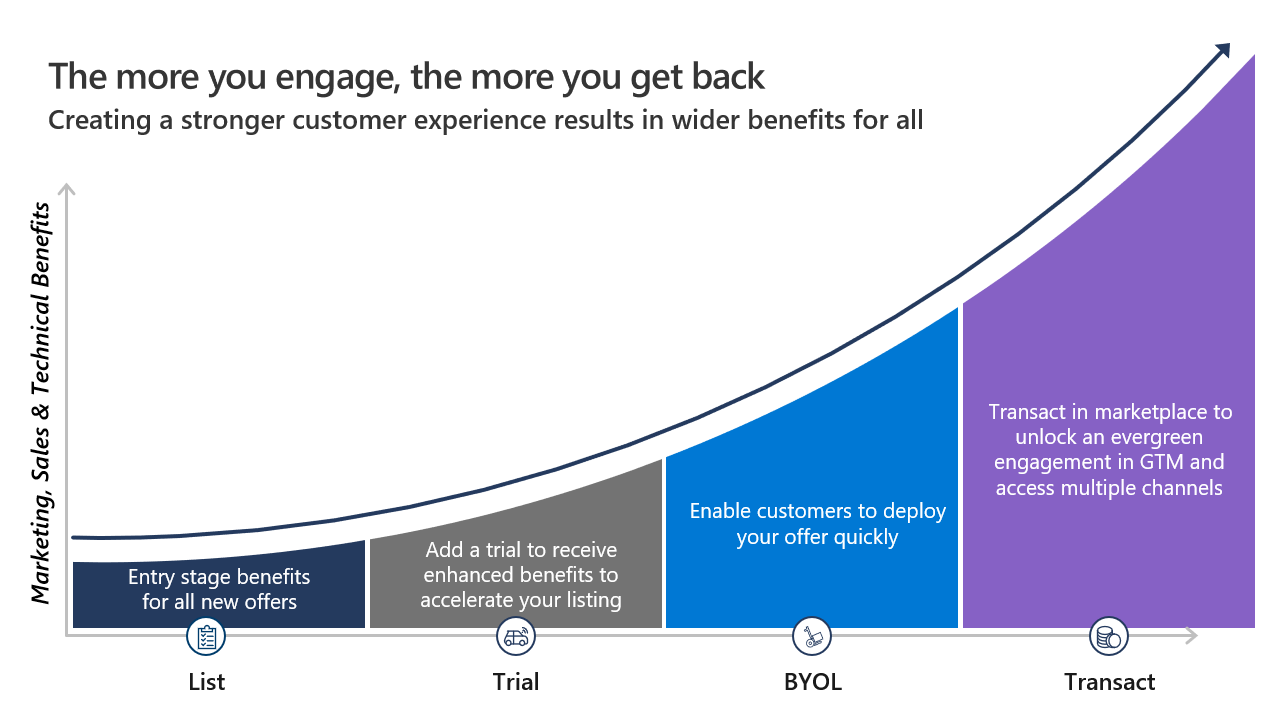 The more you engage, the more you get back
Creating a stronger customer experience results in wider benefits for all
Marketing, Sales & Technical Benefits
Entry stage benefits
for all new offers
Add a trial to receive
enhanced benefits to
accelerate your listing
Enable customers to deploy
your offer quickly
Transact in marketplace to
unlock an evergreen
engagement in GTM and
access multiple channels
List
Trial
BYOL
Transact